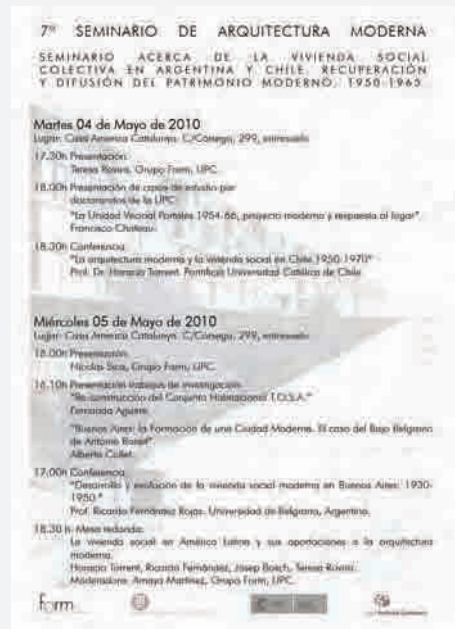 7º SEMINARIO DE ARQUITECTURA MODERNA
SEMINARIO ACERCA DE LA VIVIENDA SOCIAL
COLECTIVA EN ARGENTINA Y CHILE. RECUPERACIÓN
Y DIFUSIÓN DEL PATRIMONIO MODERNO. 1950-1965
Martes 04 de Mayo de 2010
Lugar: Casa America Catalunya. C/Còrsega, 299, entresuelo
17.30h Presentación:
Teresa Rovira, Grupo Form, UPC.
18.00h Presentación de casos de estudio por
doctorandos de la UPC
"La Unidad Vecinal Portales 1954-66, proyecto moderno y respuesta al lugar".
Francisco Chateau.
18.30h Conferencia
"La arquitectura moderna y la vivienda social en Chile 1950-1970"
Prof. Dr. Horacio Torrent. Pontificia Universidad Católica de Chile
Miércoles 05 de Mayo de 2010
Lugar: Casa America Catalunya. C/Còrsega, 299, entresuelo
16.00h Presentación:
Nicolás Sica, Grupo Form, UPC.
16.10h Presentación trabajos de investigación
"Re-construcción del Conjunto Habitacional T.O.S.A."
Fernando Aguirre.
"Buenos Aires: la Formación de una Ciudad Moderna. El caso del Bajo Belgrano
de Antonio Bonet".
Alberto Collet.
17.00h Conferencia
"Desarrollo y evolución de la vivienda social moderna en Buenos Aires: 1930-
1950."
Prof. Ricardo Fernández Rojas. Universidad de Belgrano, Argentina.
18.30 h. Mesa redonda:
La vivienda social en América Latina y sus aportaciones a la arquitectura
moderna.
Horacio Torrent, Ricardo Fernández, Josep Bosch, Teresa Rovira.
Moderadora: Amaya Martínez, Grupo Form, UPC.
form